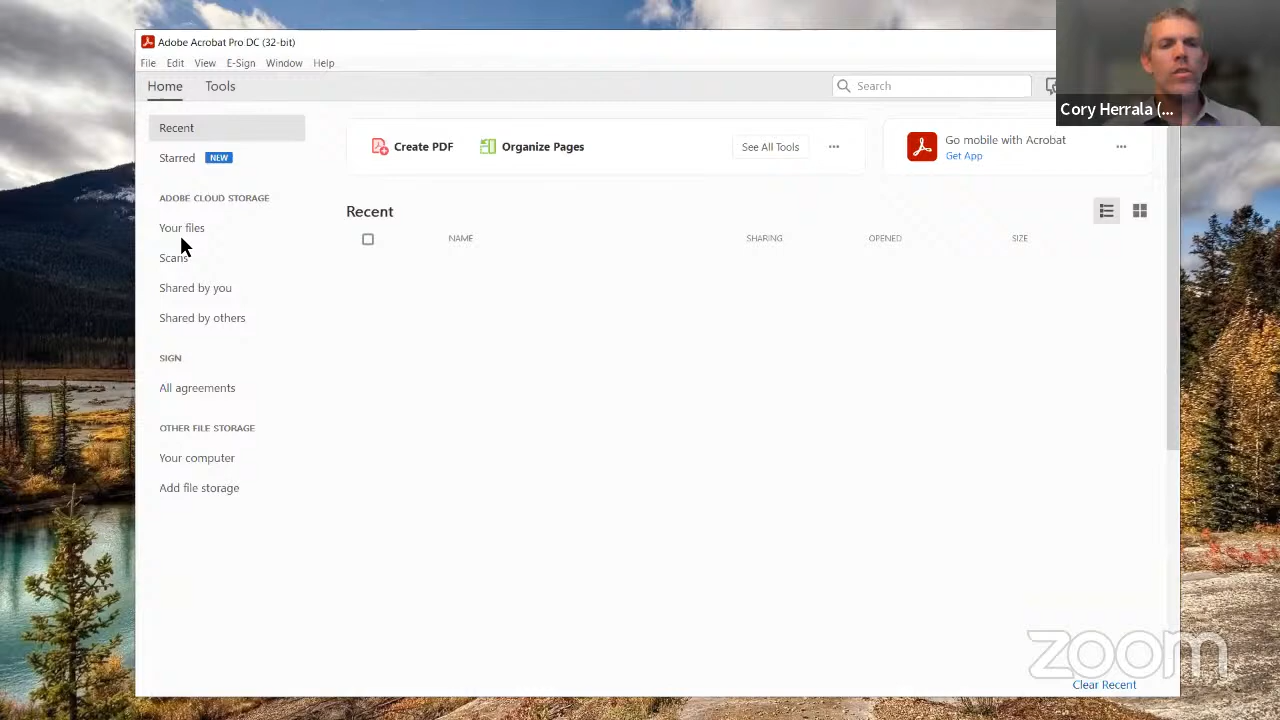 Adobe Acrobat Pro DC (32-bit)
File Edit View E-Sign Window Help
Home Tools
Search
Cory Herrala (...
Recent
Starred NEW
ADOBE CLOUD STORAGE
Your files
Scans
Shared by you
Shared by others
SIGN
All agreements
OTHER FILE STORAGE
Your computer
Add file storage
Create PDF Organize Pages See All Tools ...
Go mobile with Acrobat ...
Get App
Recent
NAME SHARING OPENED SIZE
zoom
Clear Recent